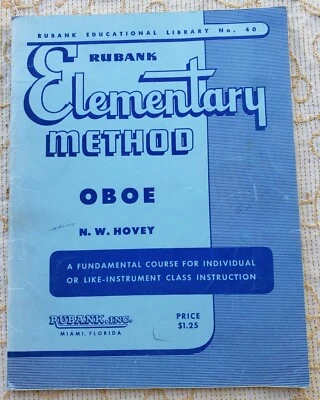 RUBANK EDUCATIONAL LIBRARY No. 40
RUBANK
Elementary
METHOD
OBOE
N. W. HOVEY
A FUNDAMENTAL COURSE FOR INDIVIDUAL
OR LIKE-INSTRUMENT CLASS INSTRUCTION
RUBANK, INC.
MIAMI, FLORIDA
PRICE
$1.25